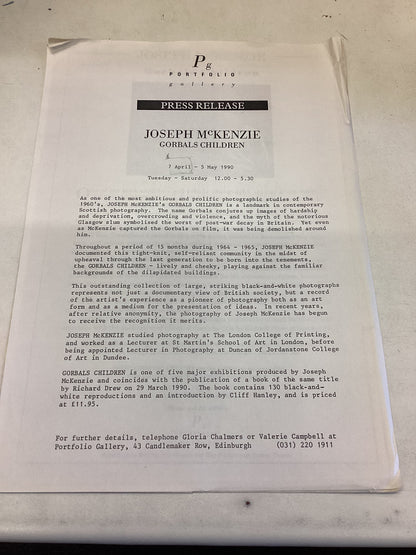 Pg
PORTFOLIO
gallery
PRESS RELEASE
JOSEPH McKENZIE
GORBALS CHILDREN
7 April - 5 May 1990
Tuesday - Saturday 12.00 - 5.30
As one of the most ambitious and prolific photographic studies of the
1960's, JOSEPH McKENZIE's GORBALS CHILDREN is a landmark in contemporary
Scottish photography. The name Gorbals conjures up images of hardship
and deprivation, overcrowding and violence, and the myth of the notorious
Glasgow slum symbolised the worst of post-war decay in Britain. Yet even
as McKenzie captured the Gorbals on film, it was being demolished around
him.
Throughout a period of 15 months during 1964 - 1965, JOSEPH McKENZIE
documented this tight-knit, self-reliant community in the midst of
upheaval through the last generation to be born into the tenements,
the GORBALS CHILDREN - lively and cheeky, playing against the familiar
backgrounds of the dilapidated buildings.
This outstanding collection of large, striking black-and-white photographs
represents not just a documentary view of British society, but a record
of the artist's experience as a pioneer of photography both as an art
form and as a medium for the presentation of ideas. In recent years,
after relative anonymity, the photography of Joseph McKenzie has begun
to receive the recognition it merits.
JOSEPH McKENZIE studied photography at The London College of Printing,
and worked as a Lecturer at St Martin's School of Art in London, before
being appointed Lecturer in Photography at Duncan of Jordanstone College
of Art in Dundee.
GORBALS CHILDREN is one of five major exhibitions produced by Joseph
McKenzie and coincides with the publication of a book of the same title
by Richard Drew on 29 March 1990. The book contains 130 black-and-
white reproductions and an introduction by Cliff Hanley, and is priced
at £11.95.
For further details, telephone Gloria Chalmers or Valerie Campbell at
Portfolio Gallery, 43 Candlemaker Row, Edinburgh (031) 220 1911